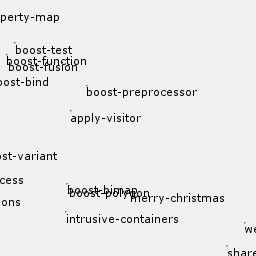 perty-map
boost-test
boost-function
boost-fusion
ost-bind
boost-preprocessor
apply-visitor
st-variant
cess
boost-bimap
boost-polygon
merry-christmas
ons
intrusive-containers
we
share